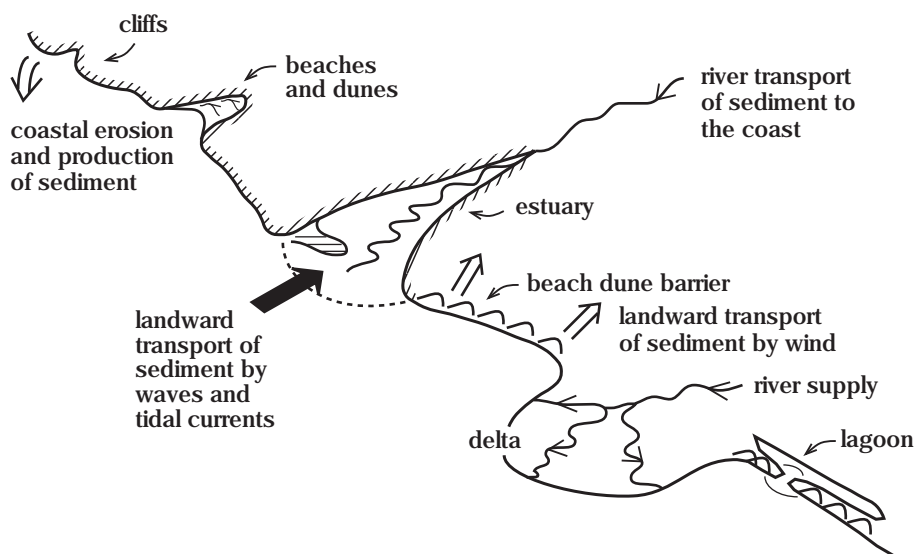 cliffs
beaches
and dunes
river transport
of sediment to
the coast
coastal erosion
and production
of sediment
estuary
beach dune barrier
landward transport
of sediment by wind
landward
transport of
sediment by
waves and
tidal currents
river supply
delta
lagoon